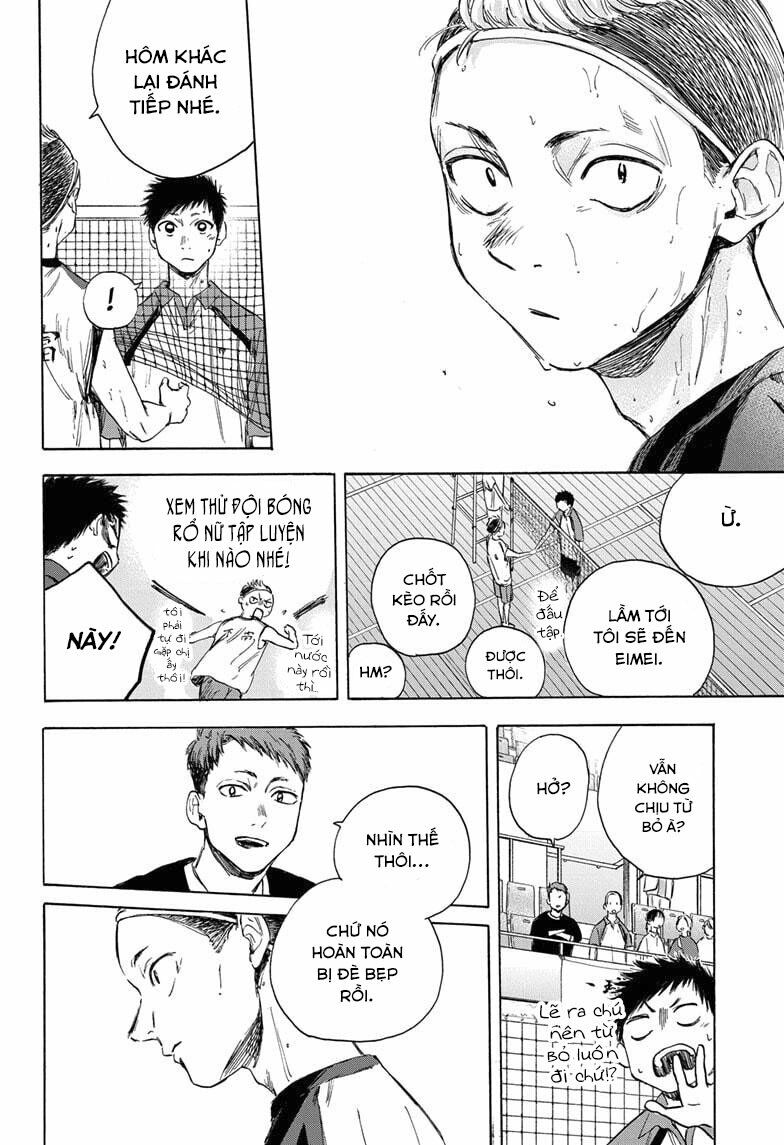 HÔM KHÁC
LẠI ĐÁNH
TIẾP NHÉ.
!
Ừ.
LẦM TỚI
TÔI SẼ ĐẾN
EIMEI.
Để
đấu
tập.
ĐƯỢC
THÔI.
CHỐT
KÈO RỒI
ĐẤY.
HM?
XEM THỬ ĐỘI BÓNG
RỔ NỮ TẬP LUYỆN
KHI NÀO NHÉ!
Tới
nước
này rồi
thì..
tôi
phải
tự đi
gặp chị
ấy
thôi!
NÀY!
VẪN
KHÔNG
CHỊU TỪ
BỎ À?
HỞ?
Lẽ ra chú
nên từ
bỏ luôn
đi chứ!?
NHÌN THẾ
THÔI...
CHỨ NÓ
HOÀN TOÀN
BỊ ĐÈ BẸP
RỒI.